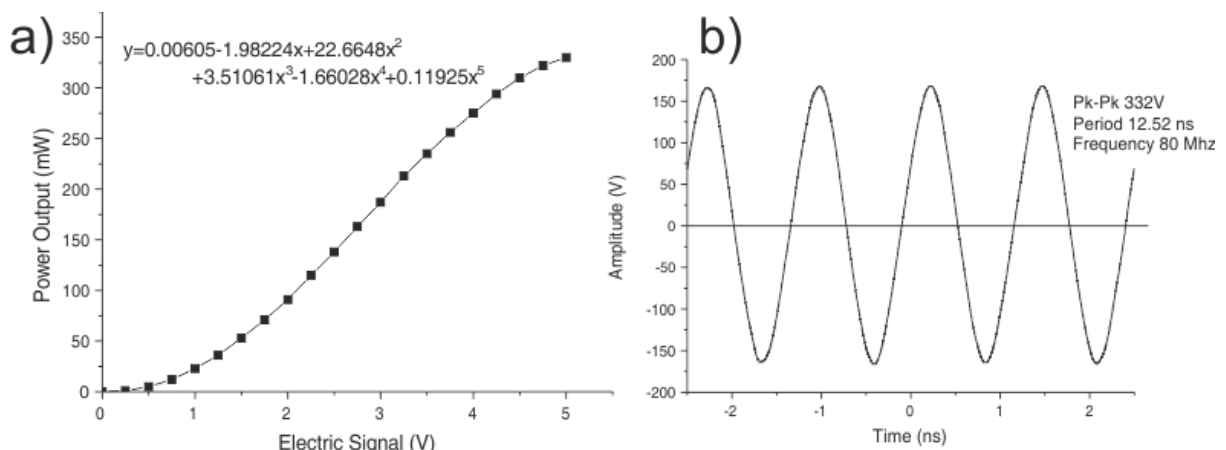 a)
y=0.00605-1.98224x+22.6648x²
+3.51061x³-1.66028x⁴+0.11925x⁵
350
300
250
200
150
100
50
0
Power Output (mW)
0 1 2 3 4 5
Electric Signal (V)
b)
200
150
100
50
0
-50
-100
-150
-200
Amplitude (V)
Pk-Pk 332V
Period 12.52 ns
Frequency 80 Mhz
-2 -1 0 1 2
Time (ns)